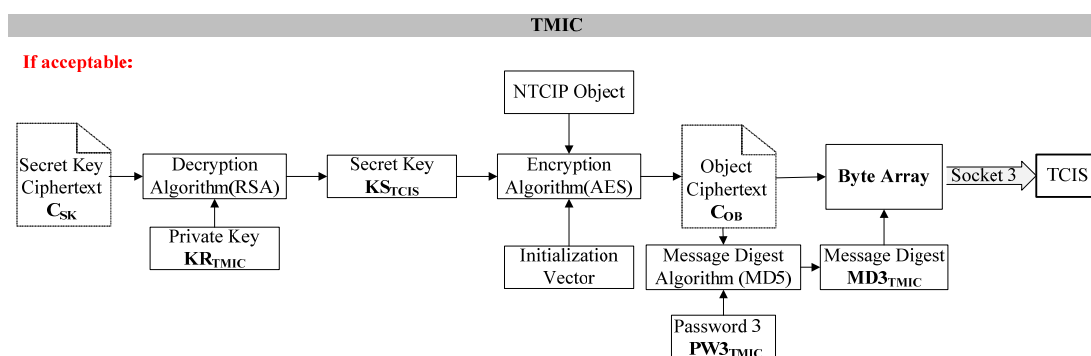 TMIC
If acceptable:
NTCIP Object
Secret Key
Ciphertext
CSK
Decryption
Algorithm(RSA)
Secret Key
KSTCIS
Encryption
Algorithm(AES)
Object
Ciphertext
COB
Byte Array
Socket 3
TCIS
Private Key
KRTMIC
Initialization
Vector
Message Digest
Algorithm (MD5)
Message Digest
MD3TMIC
Password 3
PW3TMIC